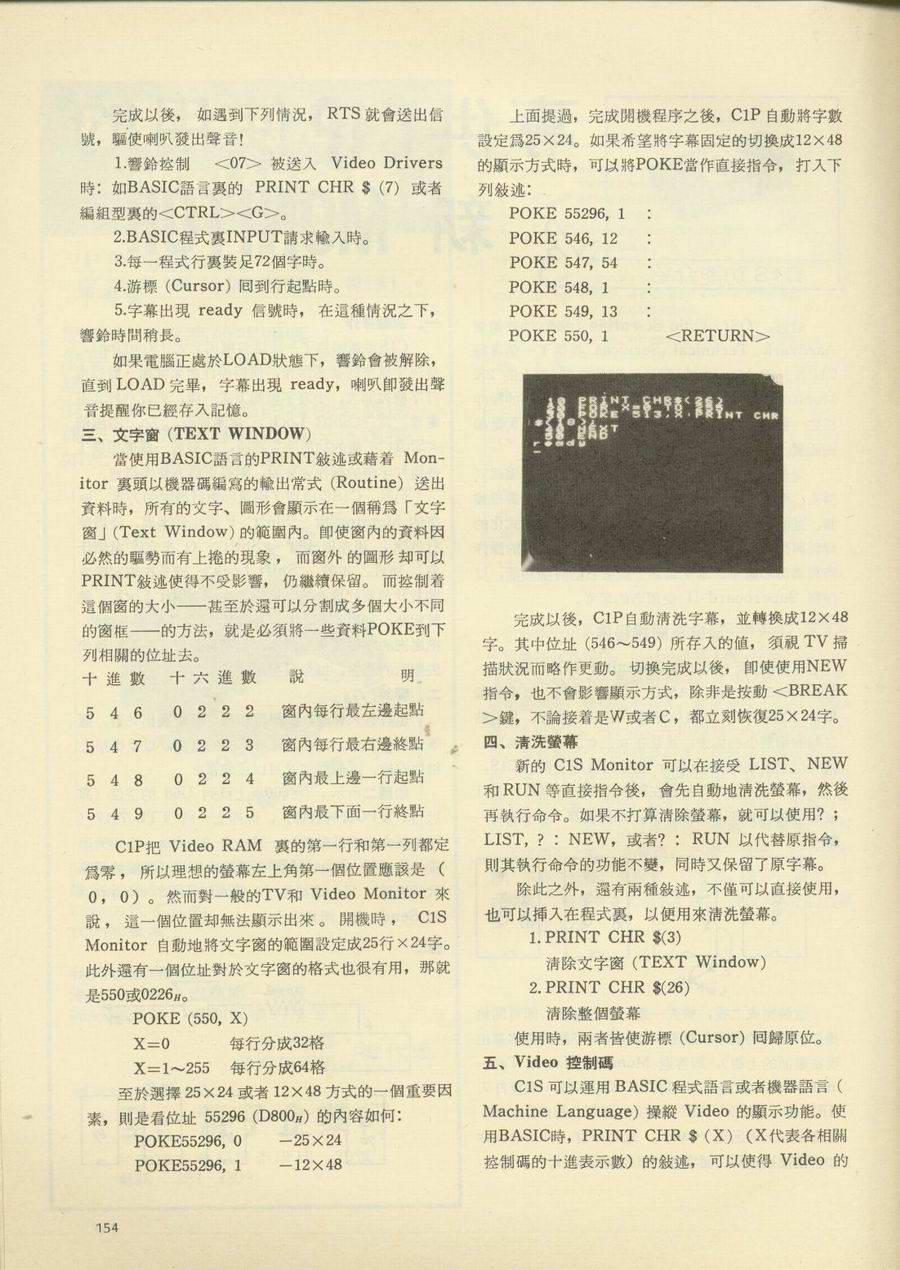 完成以後，如遇到下列情況，RTS 就會送出信
號，驅使喇叭發出聲音!
1.響鈴控制　<07> 被送入 Video Drivers
時：如BASIC語言裏的 PRINT CHR $ (7) 或者
編組型裏的<CTRL><G>。
2.BASIC程式裏INPUT請求輸入時。
3.每一程式行裏裝足72個字時。
4.游標 (Cursor) 囘到行起點時。
5.字幕出現 ready 信號時，在這種情況之下，
響鈴時間稍長。
如果電腦正處於LOAD狀態下，響鈴會被解除，
直到 LOAD 完畢，字幕出現 ready，喇叭卽發出聲
音提醒你已經存入記憶。
三、文字窗 (TEXT WINDOW)
當使用BASIC語言的PRINT敍述或藉着 Mon-
itor 裏頭以機器碼編寫的輸出常式 (Routine) 送出
資料時，所有的文字、圖形會顯示在一個稱爲「文字
窗」(Text Window) 的範圍內。卽使窗內的資料因
必然的驅勢而有上捲的現象，而窗外的圖形却可以
PRINT敍述使得不受影響，仍繼續保留。而控制着
這個窗的大小——甚至於還可以分割成多個大小不同
的窗框——的方法，就是必須將一些資料POKE到下
列相關的位址去。
十 進 數　十 六 進 數　說　明
5 4 6　0 2 2 2　窗內每行最左邊起點
5 4 7　0 2 2 3　窗內每行最右邊終點
5 4 8　0 2 2 4　窗內最上邊一行起點
5 4 9　0 2 2 5　窗內最下面一行終點
C1P把 Video RAM 裏的第一行和第一列都定
爲零，所以理想的螢幕左上角第一個位置應該是（
0，0）。然而對一般的TV和 Video Monitor 來
說，這一個位置却無法顯示出來。開機時，C1S
Monitor 自動地將文字窗的範圍設定成25行×24字。
此外還有一個位址對於文字窗的格式也很有用，那就
是550或0226H。
POKE (550, X)
X=0　每行分成32格
X=1～255　每行分成64格
至於選擇 25×24 或者 12×48 方式的一個重要因
素，則是看位址 55296 (D800H) 的內容如何：
POKE55296, 0　—25×24
POKE55296, 1　—12×48
上面提過，完成開機程序之後，C1P 自動將字數
設定爲25×24。如果希望將字幕固定的切換成12×48
的顯示方式時，可以將POKE當作直接指令，打入下
列敍述：
POKE 55296, 1　:
POKE 546, 12　:
POKE 547, 54　:
POKE 548, 1　:
POKE 549, 13　:
POKE 550, 1　<RETURN>
10 PRINT CHR$(26)
ready
完成以後，C1P自動清洗字幕，並轉換成12×48
字。其中位址 (546～549) 所存入的値，須視 TV 掃
描狀況而略作更動。切換完成以後，卽使使用NEW
指令，也不會影響顯示方式，除非是按動 <BREAK
>鍵，不論接着是W或者C，都立刻恢復25×24字。
四、清洗螢幕
新的 C1S Monitor 可以在接受 LIST、NEW
和 RUN 等直接指令後，會先自動地清洗螢幕，然後
再執行命令。如果不打算清除螢幕，就可以使用?；
LIST, ?：NEW，或者?：RUN 以代替原指令，
則其執行命令的功能不變，同時又保留了原字幕。
除此之外，還有兩種敍述，不僅可以直接使用，
也可以挿入在程式裏，以便用來清洗螢幕。
1. PRINT CHR $(3)
清除文字窗 (TEXT Window)
2. PRINT CHR $(26)
清除整個螢幕
使用時，兩者皆使游標 (Cursor) 囘歸原位。
五、Video 控制碼
C1S 可以運用 BASIC 程式語言或者機器語言（
Machine Language) 操縱 Video 的顯示功能。使
用BASIC時，PRINT CHR $ (X) (X代表各相關
控制碼的十進表示數) 的敍述，可以使得 Video 的
154